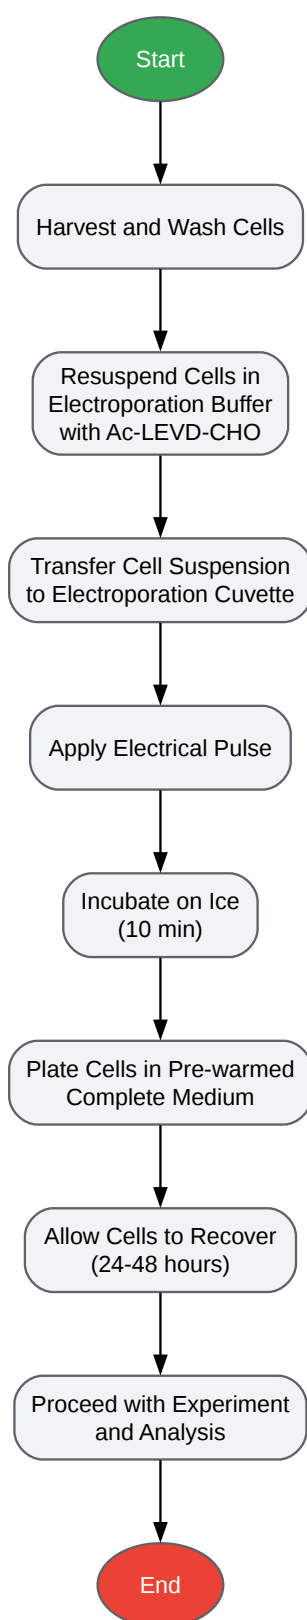 Start
Harvest and Wash Cells
Resuspend Cells in
Electroporation Buffer
with Ac-LEVD-CHO
Transfer Cell Suspension
to Electroporation Cuvette
Apply Electrical Pulse
Incubate on Ice
(10 min)
Plate Cells in Pre-warmed
Complete Medium
Allow Cells to Recover
(24-48 hours)
Proceed with Experiment
and Analysis
End